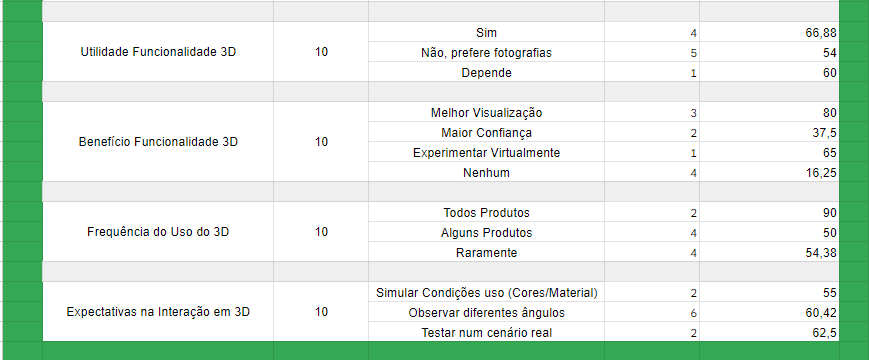 Sim 4 66,88
Utilidade Funcionalidade 3D 10 Não, prefere fotografias 5 54
Depende 1 60
Melhor Visualização 3 80
Maior Confiança 2 37,5
Benefício Funcionalidade 3D 10
Experimentar Virtualmente 1 65
Nenhum 4 16,25
Todos Produtos 2 90
Frequência do Uso do 3D 10 Alguns Produtos 4 50
Raramente 4 54,38
Simular Condições uso (Cores/Material) 2 55
Expectativas na Interação em 3D 10 Observar diferentes ângulos 6 60,42
Testar num cenário real 2 62,5